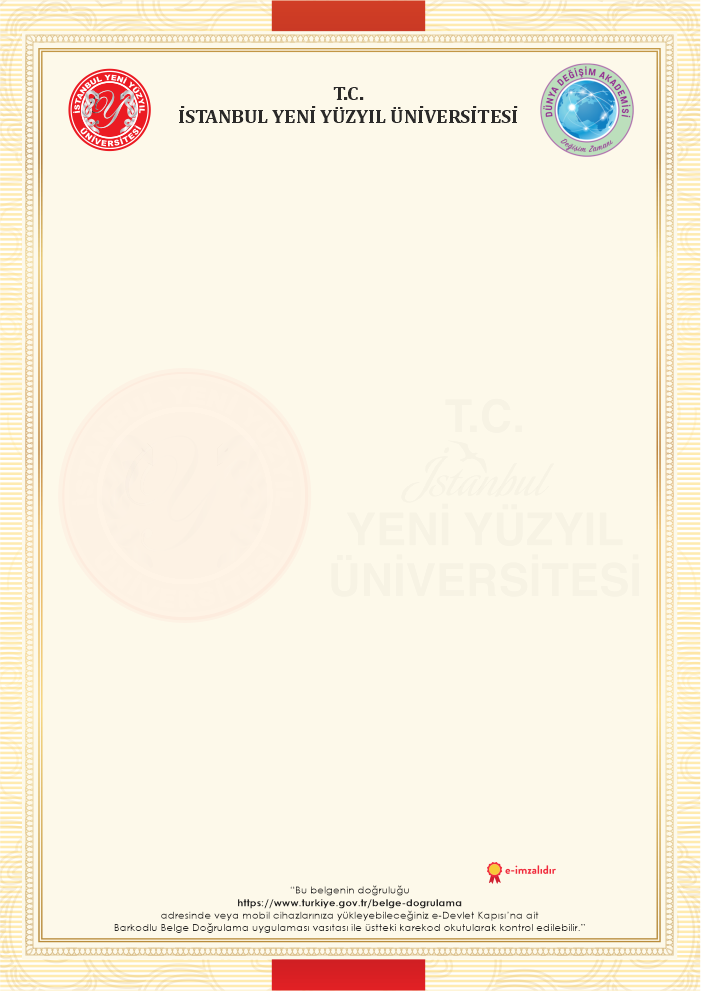 T.C.
İSTANBUL YENİ YÜZYIL ÜNİVERSİTESİ
İSTANBUL YENİ YÜZYIL
ÜNİVERSİTESİ
DÜNYA DEĞİŞİM AKADEMİSİ
Değişim Zamanı
T.C.
İstanbul
YENİ YÜZYIL
ÜNİVERSİTESİ
e-imzalıdır
"Bu belgenin doğruluğu
https://www.turkiye.gov.tr/belge-dogrulama
adresinde veya mobil cihazlarınıza yükleyebileceğiniz e-Devlet Kapısı'na ait
Barkodlu Belge Doğrulama uygulaması vasıtası ile üstteki karekod okutularak kontrol edilebilir."